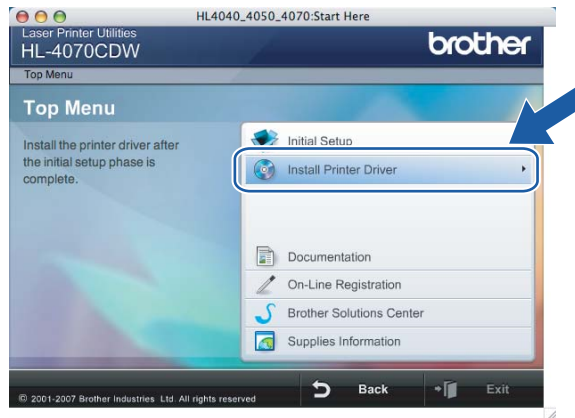 HL4040_4050_4070:Start Here
Laser Printer Utilities
HL-4070CDW
brother
Top Menu
Top Menu
Install the printer driver after
the initial setup phase is
complete.
Initial Setup
Install Printer Driver
Documentation
On-Line Registration
Brother Solutions Center
Supplies Information
© 2001-2007 Brother Industries Ltd. All rights reserved
Back
Exit